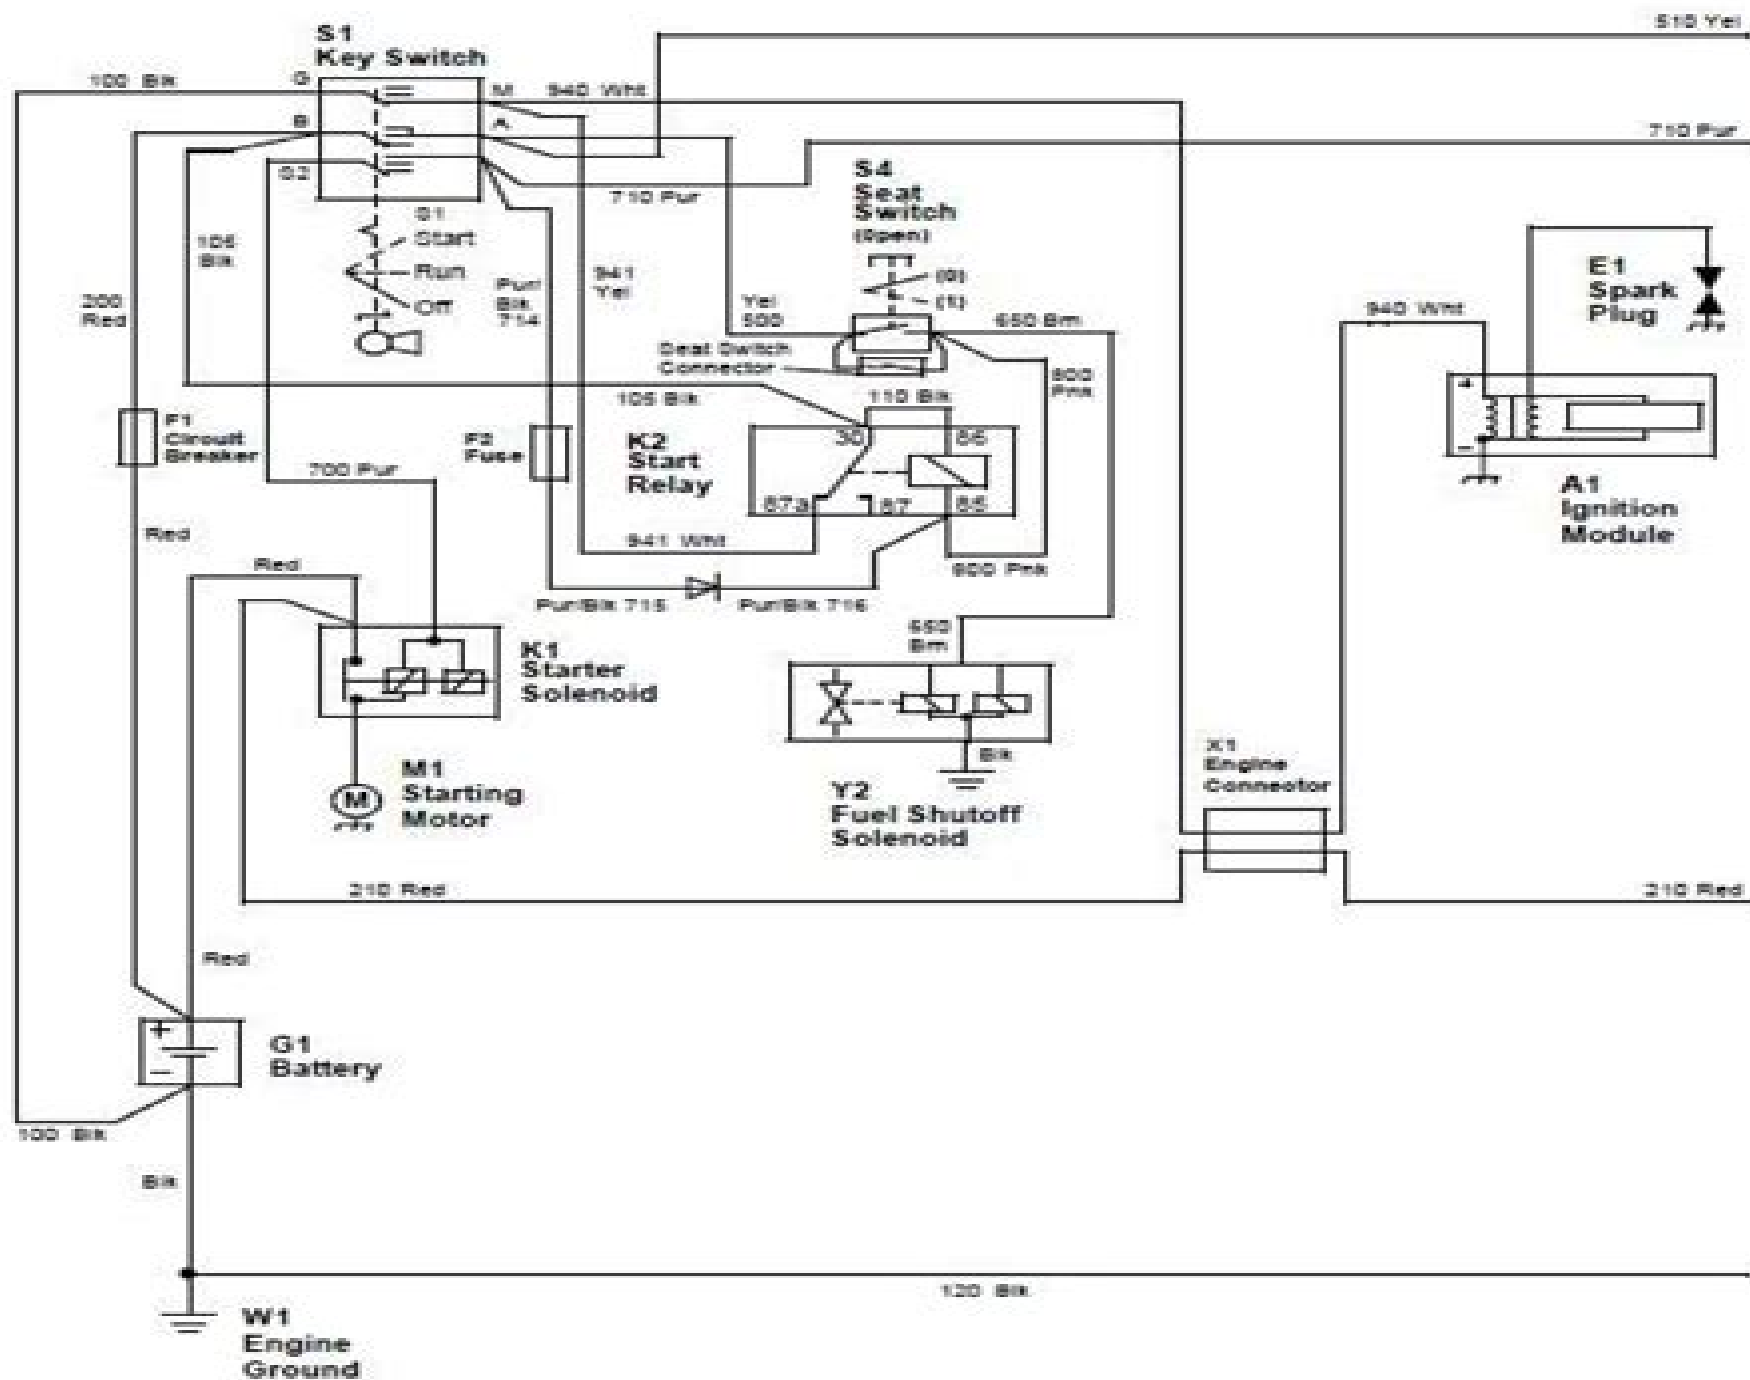 S1
Key Switch
510 Yel
100 Blk
G
M
940 Wht
B
A
710 Pur
S2
710 Pur
S4
Seat
Switch
(Open)
S1
Start
Run
Off
105
Blk
200
Red
Pur/
Blk
714
941
Yel
Yel
500
(0)
(1)
650 Brn
Seat Switch
Connector
800
Pnk
E1
Spark
Plug
940 Wht
+
−
A1
Ignition
Module
105 Blk
110 Blk
F1
Circuit
Breaker
F2
Fuse
K2
Start
Relay
30
86
87a
87
85
700 Pur
Red
941 Wht
800 Pnk
Red
Pur/Blk 715
Pur/Blk 716
K1
Starter
Solenoid
650
Brn
M1
Starting
Motor
M
Blk
Y2
Fuel Shutoff
Solenoid
X1
Engine
Connector
210 Red
210 Red
Red
+
−
G1
Battery
100 Blk
Blk
120 Blk
W1
Engine
Ground